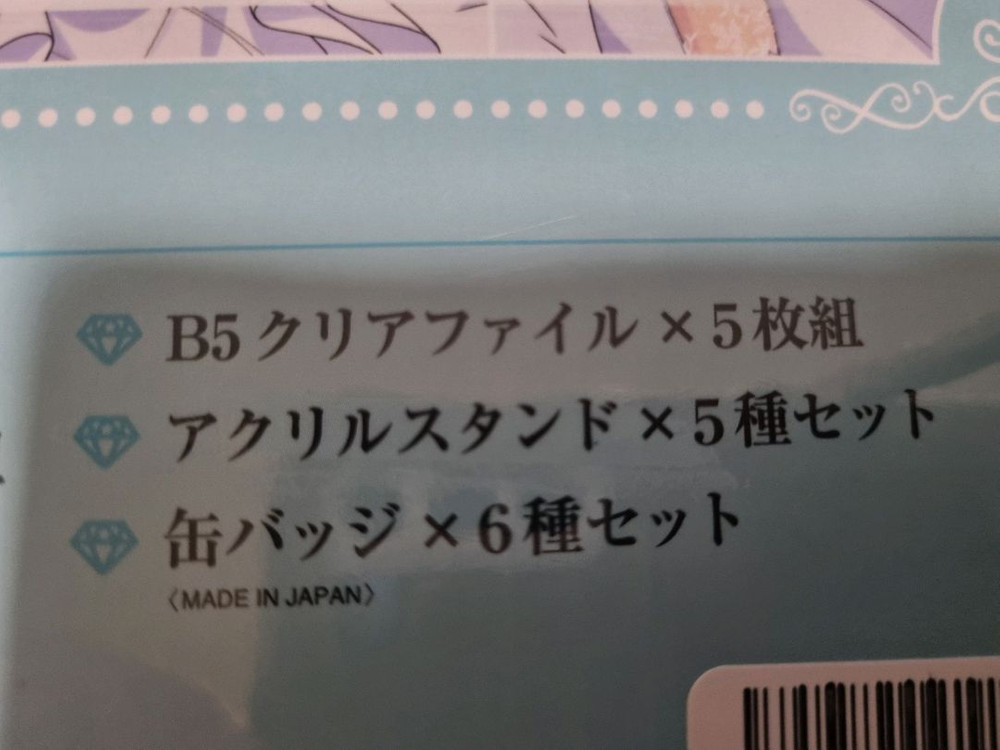 B5クリアファイル×5枚組
アクリルスタンド×5種セット
缶バッジ×6種セット
〈MADE IN JAPAN〉